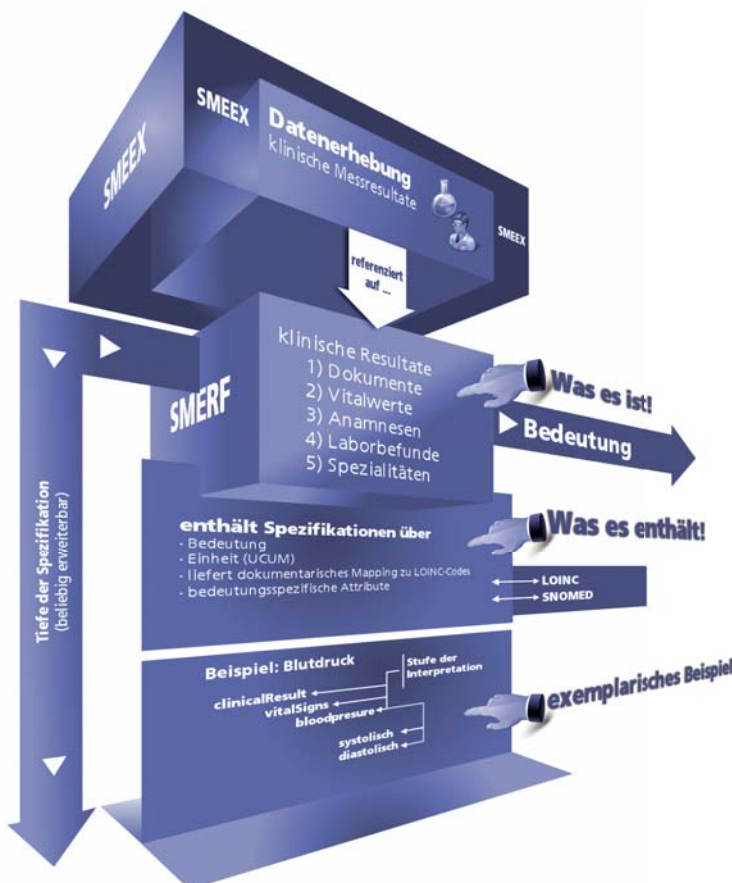 SMEEX
SMEEX
Datenerhebung
klinische Messresultate
SMEEX
referenziert
auf ...
SMERF
klinische Resultate
1) Dokumente
2) Vitalwerte
3) Anamnesen
4) Laborbefunde
5) Spezialitäten
Was es ist!
Bedeutung
Tiefe der Spezifikation
(beliebig erweiterbar)
enthält Spezifikationen über
- Bedeutung
- Einheit (UCUM)
- liefert dokumentarisches Mapping zu LOINC-Codes
- bedeutungsspezifische Attribute
Was es enthält!
LOINC
SNOMED
Beispiel: Blutdruck
Stufe der
Interpretation
clinicalResult
vitalSigns
bloodpresure
systolisch
diastolisch
exemplarisches Beispiel